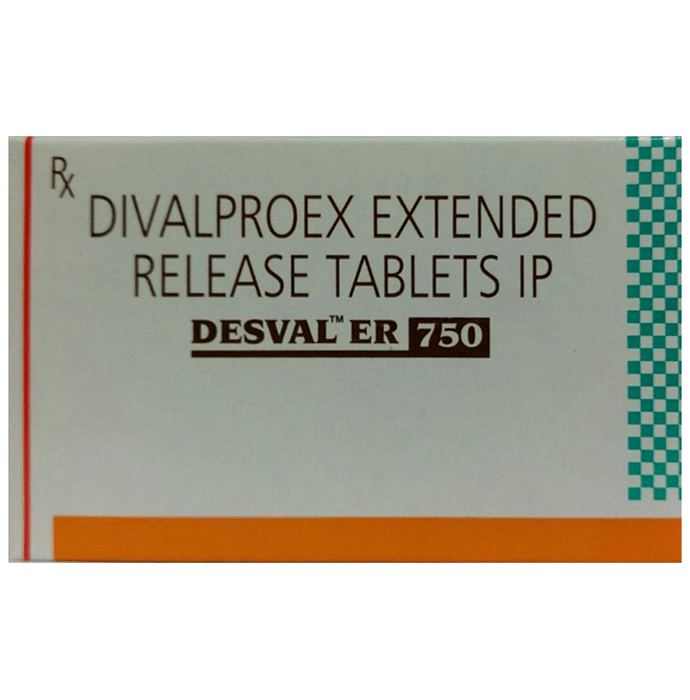 Rx
DIVALPROEX EXTENDED
RELEASE TABLETS IP
DESVAL™ ER 750